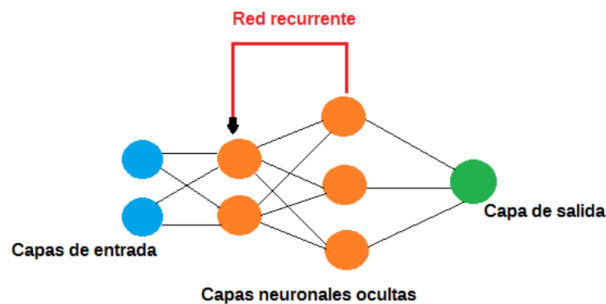 Red recurrente
Capa de salida
Capas de entrada
Capas neuronales ocultas